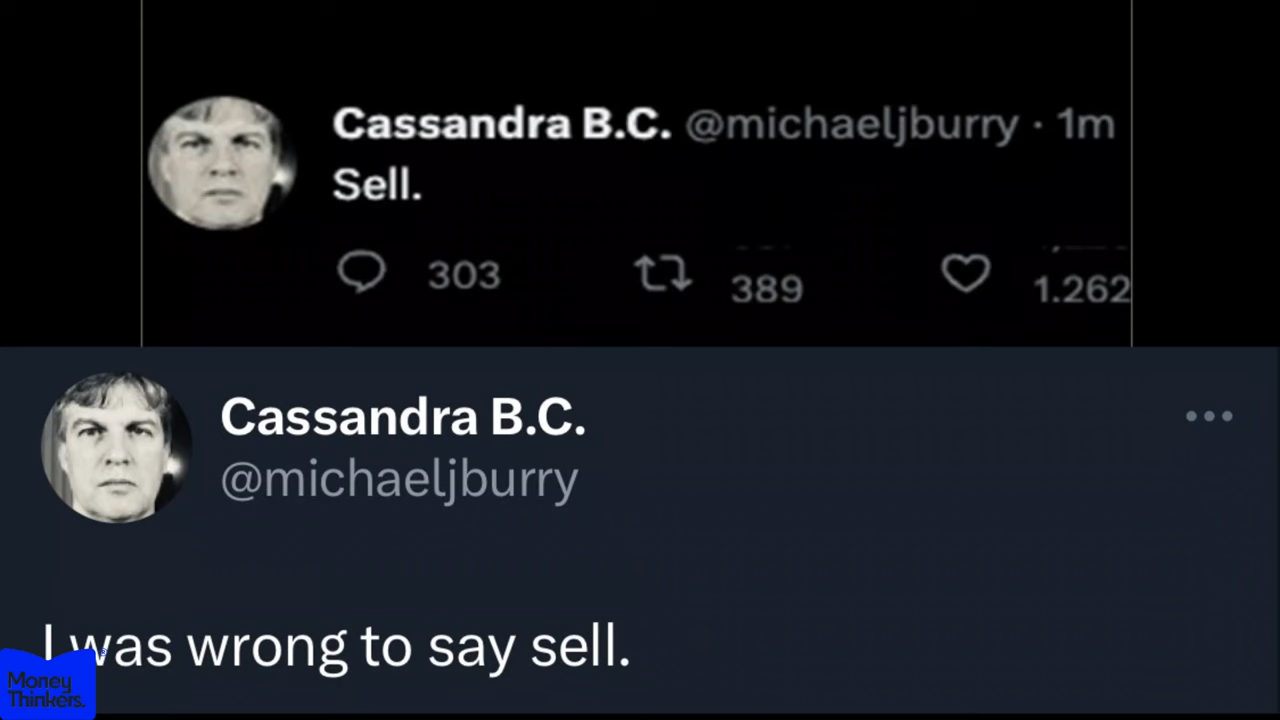 Cassandra B.C. @michaeljburry · 1m
Sell.
303 389 1.262
Cassandra B.C.
@michaeljburry
I was wrong to say sell.
Money
Thinkers.